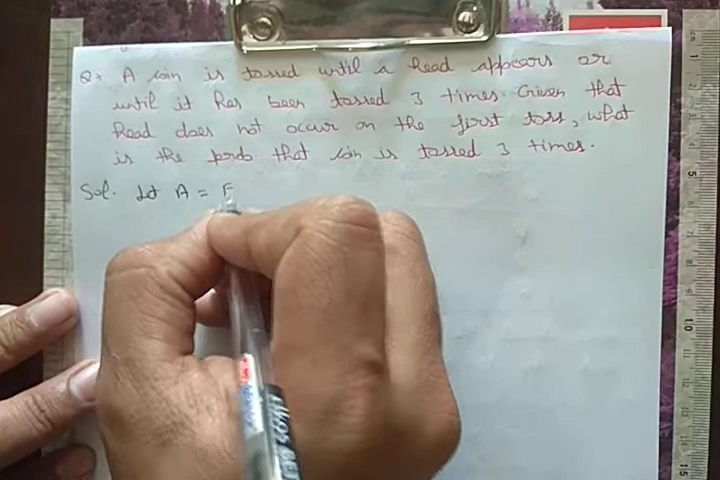 Q: A coin is tossed until a head appears or
until it has been tossed 3 times. Given that
head does not occur on the first toss, what
is the prob. that coin is tossed 3 times.
Sol. Let A = E